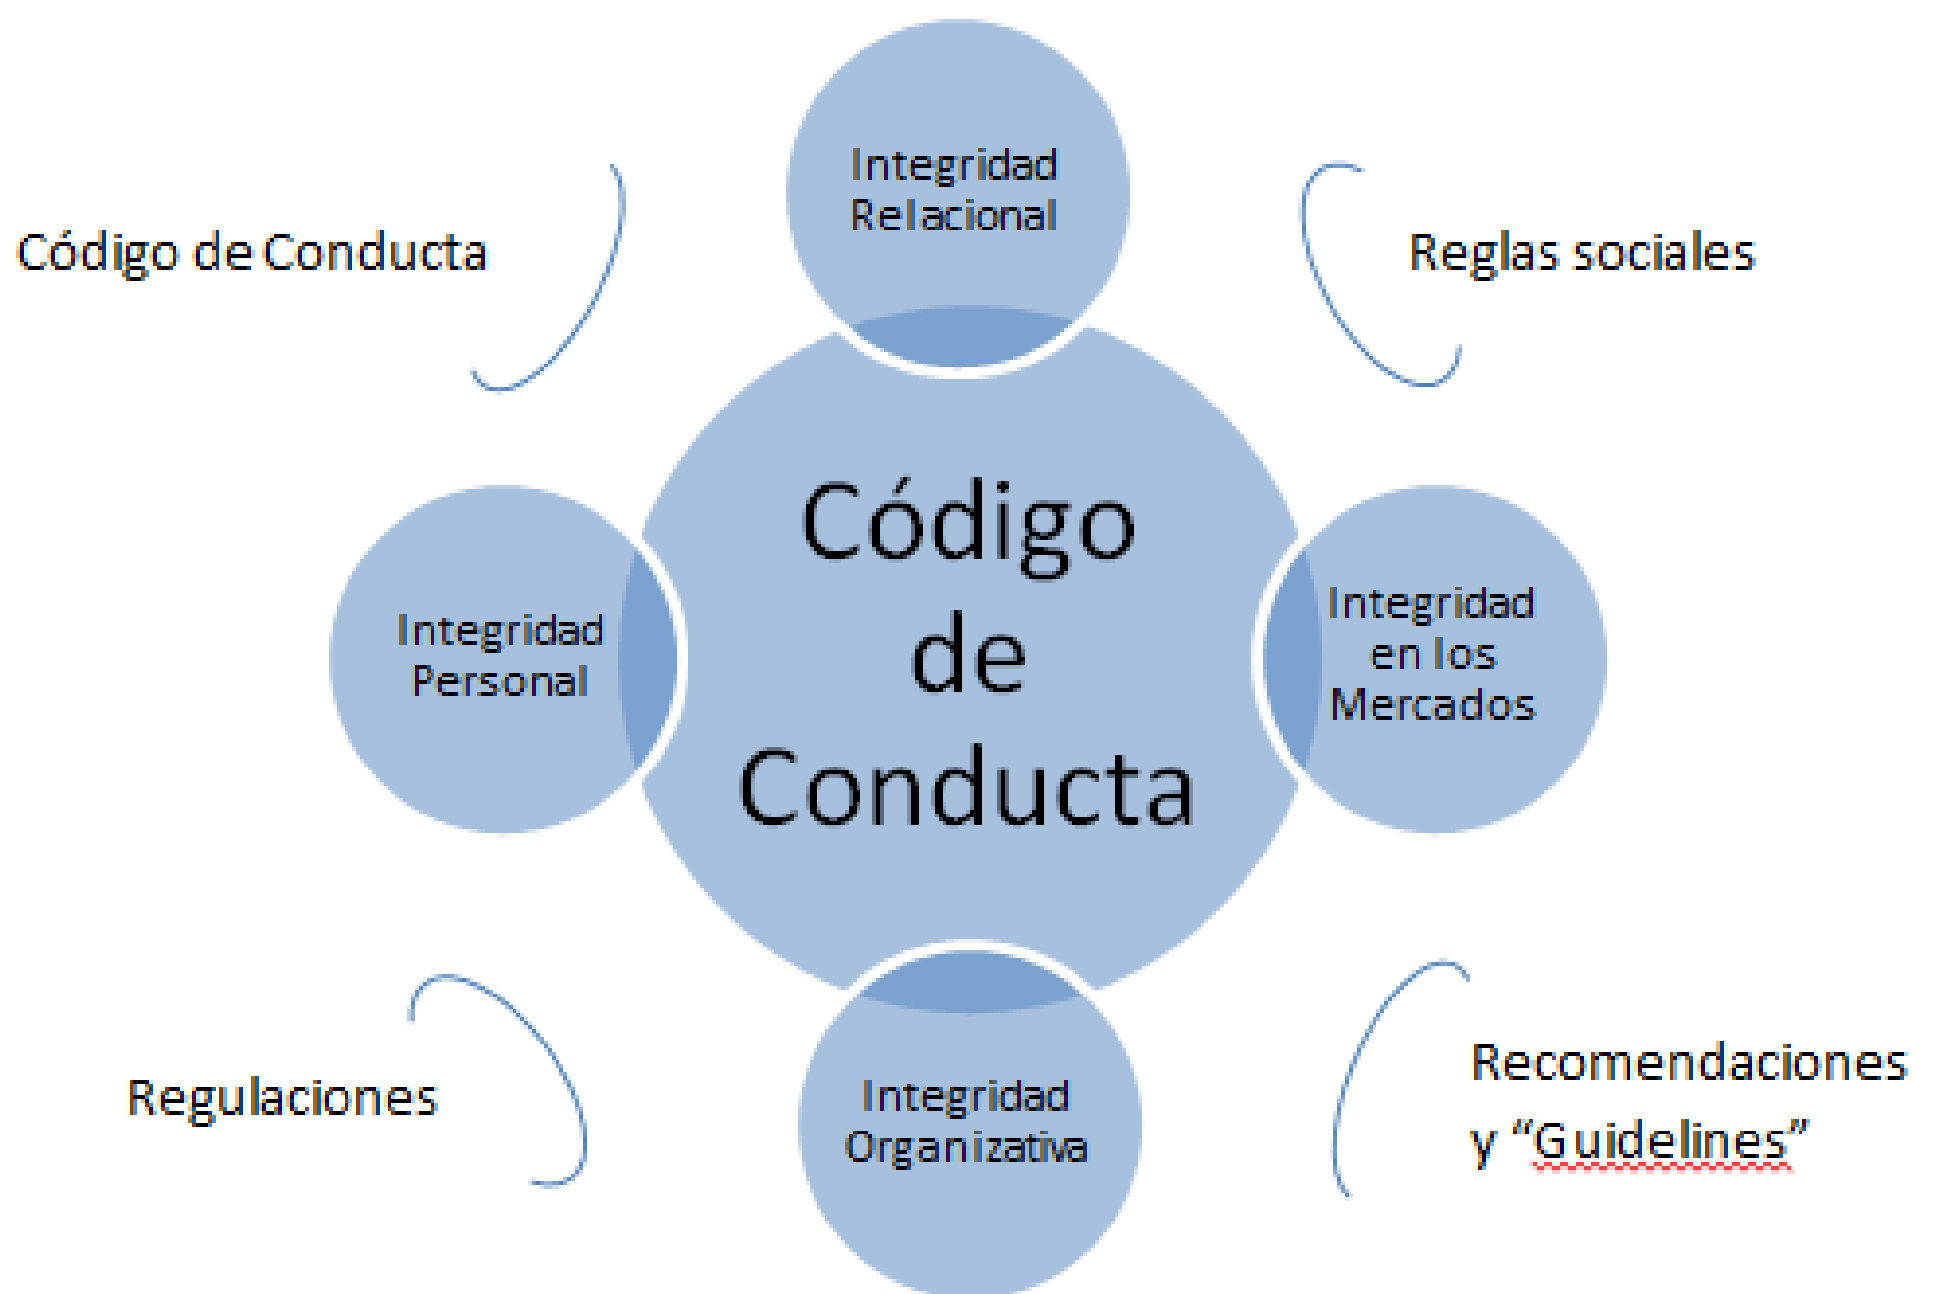 Integridad
Relacional
Código de Conducta
Reglas sociales
Código
de
Conducta
Integridad
Personal
Integridad
en los
Mercados
Regulaciones
Integridad
Organizativa
Recomendaciones
y “Guidelines”